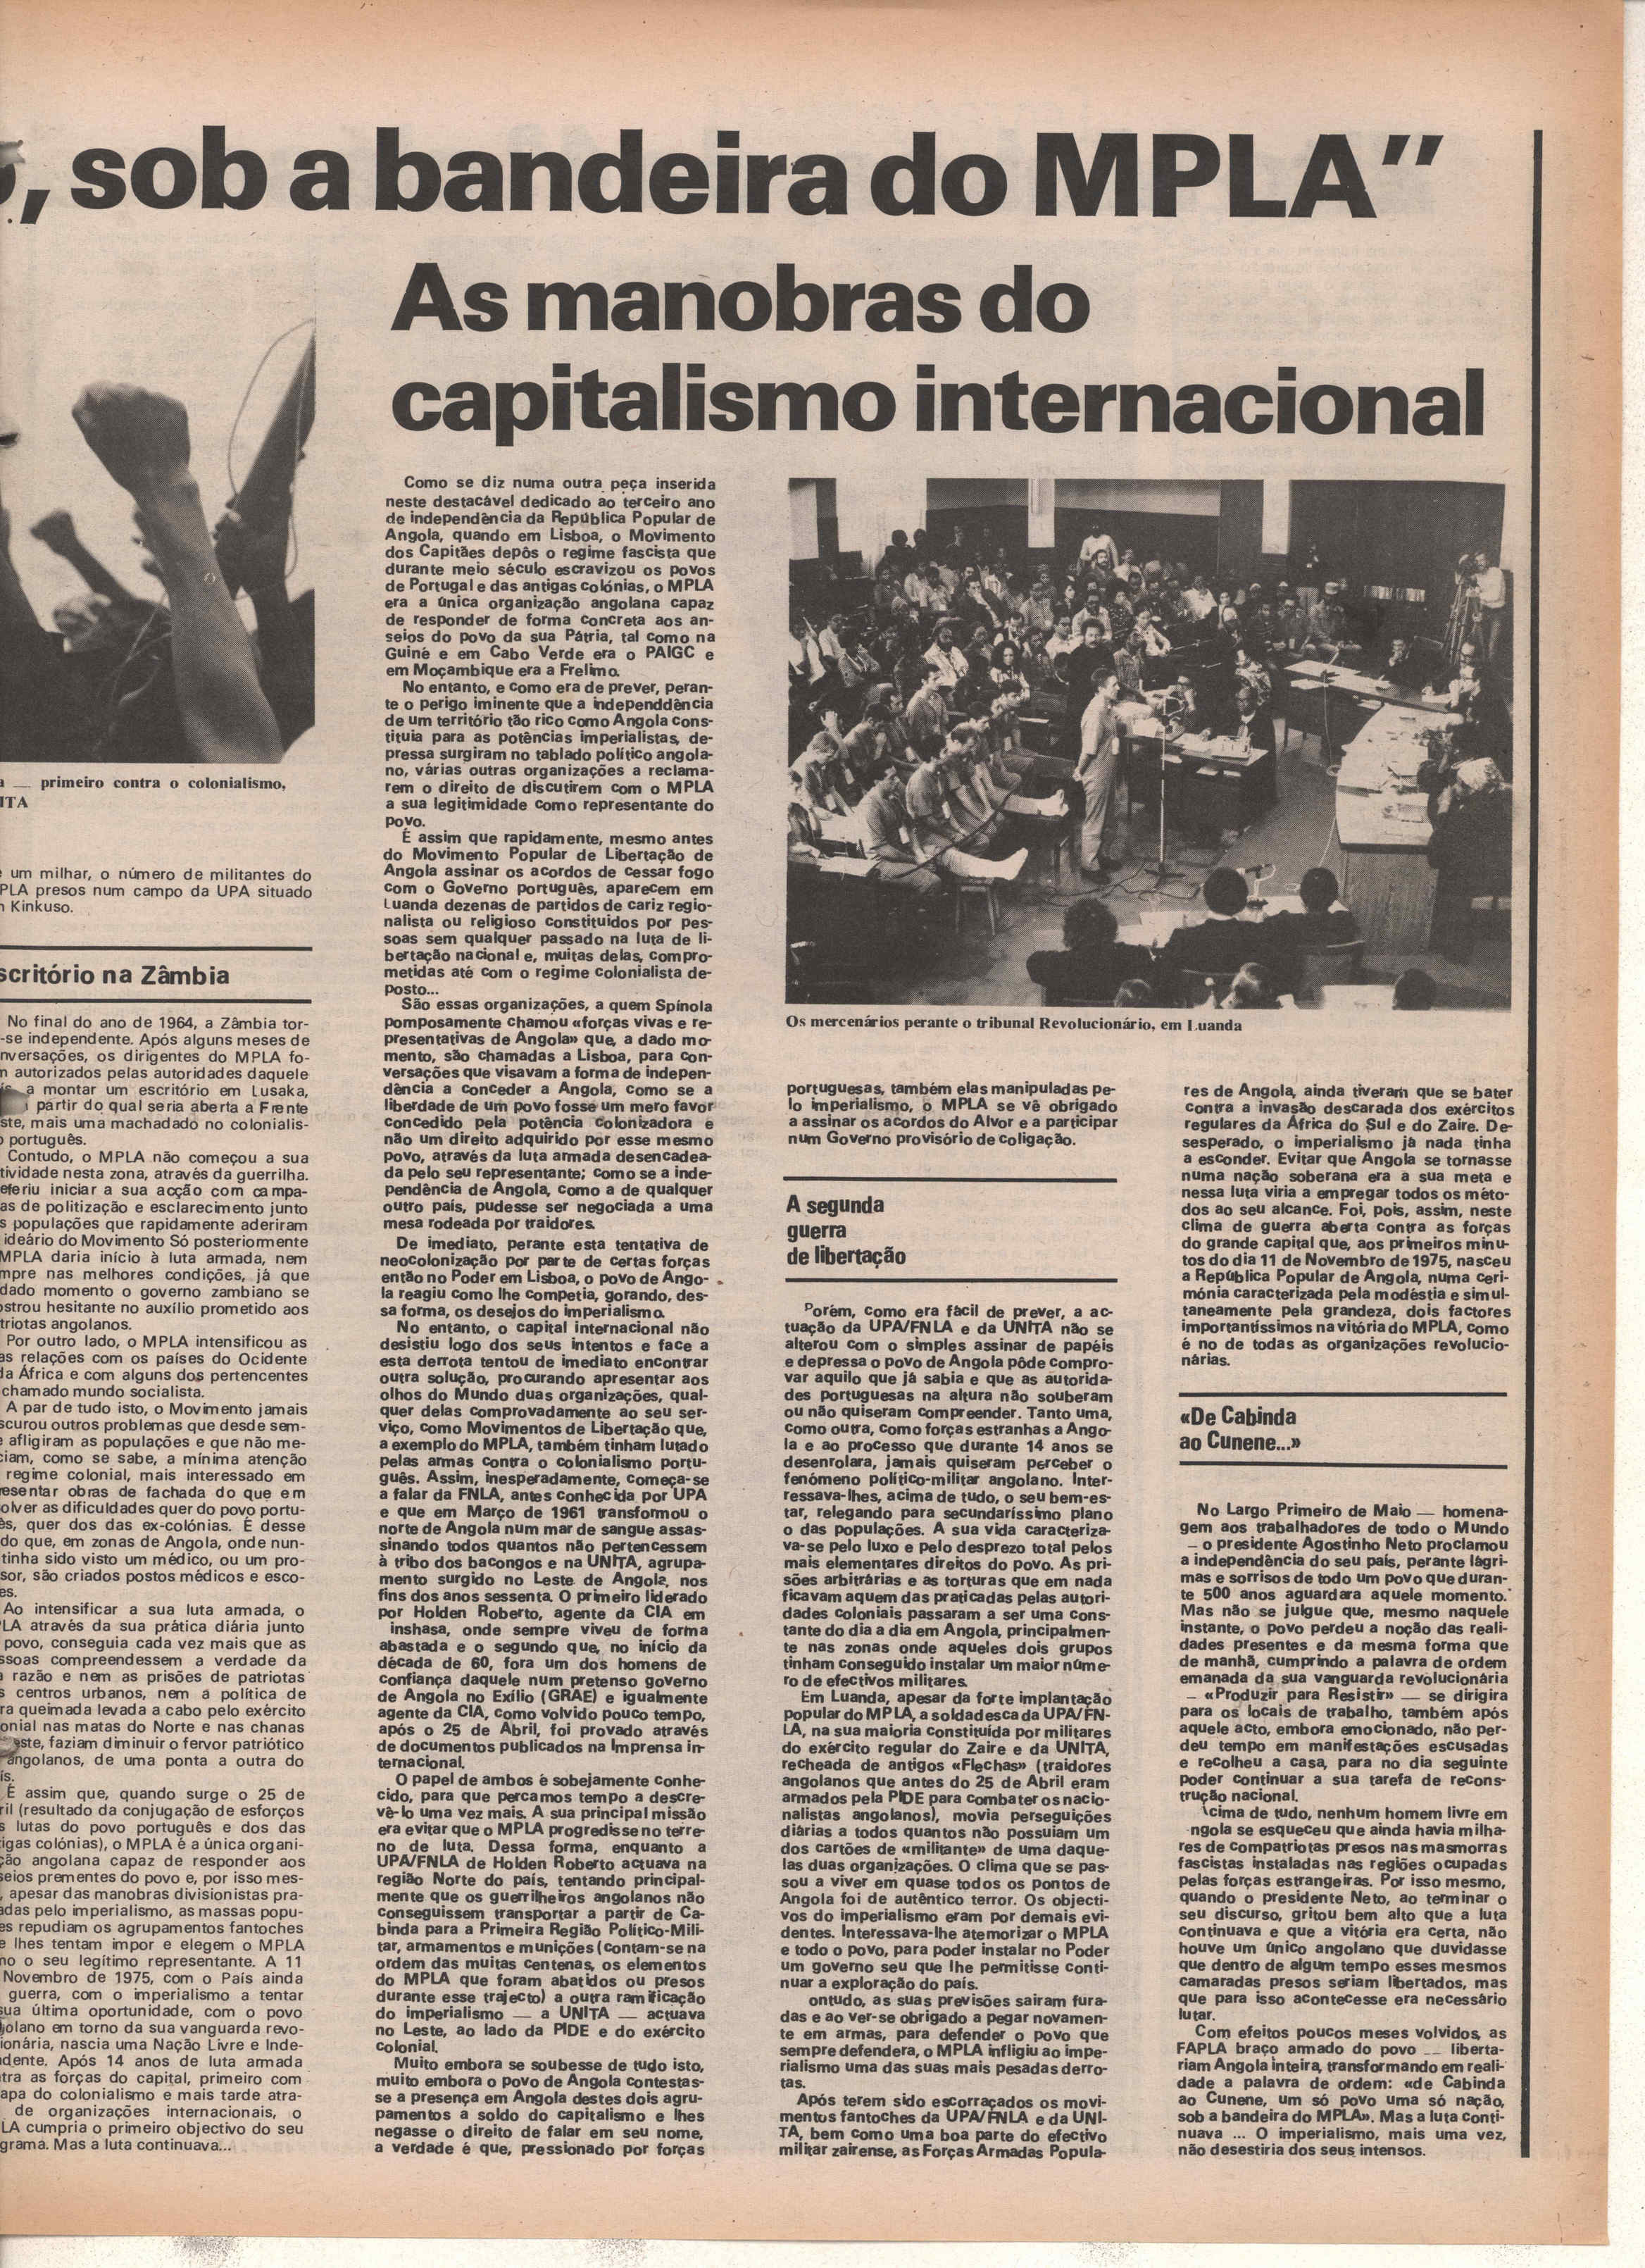 , sob a bandeira do MPLA”
As manobras do
capitalismo internacional
a — primeiro contra o colonialismo,
ITA
e um milhar, o número de militantes do
PLA presos num campo da UPA situado
n Kinkuso.
scritório na Zâmbia
No final do ano de 1964, a Zâmbia tor-
-se independente. Após alguns meses de
nversações, os dirigentes do MPLA fo-
m autorizados pelas autoridades daquele
a montar um escritório em Lusaka,
partir do qual seria aberta a Frente
ste, mais uma machadado no colonialis-
o português.
Contudo, o MPLA não começou a sua
tividade nesta zona, através da guerrilha.
eferiu iniciar a sua acção com campa-
as de politização e esclarecimento junto
s populações que rapidamente aderiram
ideário do Movimento Só posteriormente
MPLA daria início à luta armada, nem
mpre nas melhores condições, já que
dado momento o governo zambiano se
ostrou hesitante no auxílio prometido aos
triotas angolanos.
Por outro lado, o MPLA intensificou as
as relações com os países do Ocidente
da África e com alguns dos pertencentes
chamado mundo socialista.
A par de tudo isto, o Movimento jamais
scurou outros problemas que desde sem-
e afligiram as populações e que não me-
ciam, como se sabe, a mínima atenção
regime colonial, mais interessado em
resentar obras de fachada do que em
olver as dificuldades quer do povo portu-
ês, quer dos das ex-colónias. É desse
do que, em zonas de Angola, onde nun-
tinha sido visto um médico, ou um pro-
sor, são criados postos médicos e esco-
es.
Ao intensificar a sua luta armada, o
PLA através da sua prática diária junto
povo, conseguia cada vez mais que as
ssoas compreendessem a verdade da
a razão e nem as prisões de patriotas
s centros urbanos, nem a política de
ra queimada levada a cabo pelo exército
onial nas matas do Norte e nas chanas
este, faziam diminuir o fervor patriótico
angolanos, de uma ponta a outra do
ís.
É assim que, quando surge o 25 de
ril (resultado da conjugação de esforços
s lutas do povo português e dos das
igas colónias), o MPLA é a única organi-
ção angolana capaz de responder aos
seios prementes do povo e, por isso mes-
, apesar das manobras divisionistas pra-
adas pelo imperialismo, as massas popu-
es repudiam os agrupamentos fantoches
e lhes tentam impor e elegem o MPLA
mo o seu legítimo representante. A 11
Novembro de 1975, com o País ainda
guerra, com o imperialismo a tentar
sua última oportunidade, com o povo
golano em torno da sua vanguarda revo-
ionária, nascia uma Nação Livre e Inde-
ndente. Após 14 anos de luta armada
tra as forças do capital, primeiro com
apa do colonialismo e mais tarde atra-
de organizações internacionais, o
LA cumpria o primeiro objectivo do seu
grama. Mas a luta continuava...
Como se diz numa outra peça inserida
neste destacável dedicado ao terceiro ano
de independência da República Popular de
Angola, quando em Lisboa, o Movimento
dos Capitães depôs o regime fascista que
durante meio século escravizou os povos
de Portugal e das antigas colónias, o MPLA
era a única organização angolana capaz
de responder de forma concreta aos an-
seios do povo da sua Pátria, tal como na
Guiné e em Cabo Verde era o PAIGC e
em Moçambique era a Frelimo.
No entanto, e como era de prever, peran-
te o perigo iminente que a independdência
de um território tão rico como Angola cons-
tituia para as potências imperialistas, de-
pressa surgiram no tablado político angola-
no, várias outras organizações a reclama-
rem o direito de discutirem com o MPLA
a sua legitimidade como representante do
povo.
É assim que rapidamente, mesmo antes
do Movimento Popular de Libertação de
Angola assinar os acordos de cessar fogo
com o Governo português, aparecem em
Luanda dezenas de partidos de cariz regio-
nalista ou religioso constituidos por pes-
soas sem qualquer passado na luta de li-
bertação nacional e, muitas delas, compro-
metidas até com o regime colonialista de-
posto...
São essas organizações, a quem Spínola
pomposamente chamou «forças vivas e re-
presentativas de Angola» que, a dado mo-
mento, são chamadas a Lisboa, para con-
versações que visavam a forma de indepen-
dência a conceder a Angola, como se a
liberdade de um povo fosse um mero favor
concedido pela potência colonizadora e
não um direito adquirido por esse mesmo
povo, através da luta armada desencadea-
da pelo seu representante; como se a inde-
pendência de Angola, como a de qualquer
outro país, pudesse ser negociada a uma
mesa rodeada por traidores.
De imediato, perante esta tentativa de
neocolonização por parte de certas forças
então no Poder em Lisboa, o povo de Ango-
la reagiu como lhe competia, gorando, des-
sa forma, os desejos do imperialismo.
No entanto, o capital internacional não
desistiu logo dos seus intentos e face a
esta derrota tentou de imediato encontrar
outra solução, procurando apresentar aos
olhos do Mundo duas organizações, qual-
quer delas comprovadamente ao seu ser-
viço, como Movimentos de Libertação que,
a exemplo do MPLA, também tinham lutado
pelas armas contra o colonialismo portu-
guês. Assim, inesperadamente, começa-se
a falar da FNLA, antes conhecida por UPA
e que em Março de 1961 transformou o
norte de Angola num mar de sangue assas-
sinando todos quantos não pertencessem
à tribo dos bacongos e na UNITA, agrupa-
mento surgido no Leste de Angola, nos
fins dos anos sessenta. O primeiro liderado
por Holden Roberto, agente da CIA em
inshasa, onde sempre viveu de forma
abastada e o segundo que, no início da
década de 60, fora um dos homens de
confiança daquele num pretenso governo
de Angola no Exílio (GRAE) e igualmente
agente da CIA, como volvido pouco tempo,
após o 25 de Abril, foi provado através
de documentos publicados na Imprensa in-
ternacional.
O papel de ambos é sobejamente conhe-
cido, para que percamos tempo a descre-
vê-lo uma vez mais. A sua principal missão
era evitar que o MPLA progredisse no terre-
no de luta. Dessa forma, enquanto a
UPA/FNLA de Holden Roberto actuava na
região Norte do país, tentando principal-
mente que os guerrilheiros angolanos não
conseguissem transportar a partir de Ca-
binda para a Primeira Região Político-Mili-
tar, armamentos e munições (contam-se na
ordem das muitas centenas, os elementos
do MPLA que foram abatidos ou presos
durante esse trajecto) a outra ramificação
do imperialismo — a UNITA — actuava
no Leste, ao lado da PIDE e do exército
colonial.
Muito embora se soubesse de tudo isto,
muito embora o povo de Angola contestas-
se a presença em Angola destes dois agru-
pamentos a soldo do capitalismo e lhes
negasse o direito de falar em seu nome,
a verdade é que, pressionado por forças
Os mercenários perante o tribunal Revolucionário, em Luanda
portuguesas, também elas manipuladas pe-
lo imperialismo, o MPLA se vê obrigado
a assinar os acordos do Alvor e a participar
num Governo provisório de coligação.
A segunda
guerra
de libertação
Porém, como era fácil de prever, a ac-
tuação da UPA/FNLA e da UNITA não se
alterou com o simples assinar de papéis
e depressa o povo de Angola pôde compro-
var aquilo que já sabia e que as autorida-
des portuguesas na altura não souberam
ou não quiseram compreender. Tanto uma,
como outra, como forças estranhas a Ango-
la e ao processo que durante 14 anos se
desenrolara, jamais quiseram perceber o
fenómeno político-militar angolano. Inter-
ressava-lhes, acima de tudo, o seu bem-es-
tar, relegando para secundaríssimo plano
o das populações. A sua vida caracteriza-
va-se pelo luxo e pelo desprezo total pelos
mais elementares direitos do povo. As pri-
sões arbitrárias e as torturas que em nada
ficavam aquem das praticadas pelas autori-
dades coloniais passaram a ser uma cons-
tante do dia a dia em Angola, principalmen-
te nas zonas onde aqueles dois grupos
tinham conseguido instalar um maior núme-
ro de efectivos militares.
Em Luanda, apesar da forte implantação
popular do MPLA, a soldadesca da UPA/FN-
LA, na sua maioria constituída por militares
do exército regular do Zaire e da UNITA,
recheada de antigos «Flechas» (traidores
angolanos que antes do 25 de Abril eram
armados pela PIDE para combater os nacio-
nalistas angolanos), movia perseguições
diárias a todos quantos não possuiam um
dos cartões de «militante» de uma daque-
las duas organizações. O clima que se pas-
sou a viver em quase todos os pontos de
Angola foi de autêntico terror. Os objecti-
vos do imperialismo eram por demais evi-
dentes. Interessava-lhe atemorizar o MPLA
e todo o povo, para poder instalar no Poder
um governo seu que lhe permitisse conti-
nuar a exploração do país.
ontudo, as suas previsões sairam fura-
das e ao ver-se obrigado a pegar novamen-
te em armas, para defender o povo que
sempre defendera, o MPLA infligiu ao impe-
rialismo uma das suas mais pesadas derro-
tas.
Após terem sido escorraçados os movi-
mentos fantoches da UPA/FNLA e da UNI-
TA, bem como uma boa parte do efectivo
militar zairense, as Forças Armadas Popula-
res de Angola, ainda tiveram que se bater
contra a invasão descarada dos exércitos
regulares da África do Sul e do Zaire. De-
sesperado, o imperialismo já nada tinha
a esconder. Evitar que Angola se tornasse
numa nação soberana era a sua meta e
nessa luta viria a empregar todos os méto-
dos ao seu alcance. Foi, pois, assim, neste
clima de guerra aberta contra as forças
do grande capital que, aos primeiros minu-
tos do dia 11 de Novembro de 1975, nasceu
a República Popular de Angola, numa ceri-
mónia caracterizada pela modéstia e simul-
taneamente pela grandeza, dois factores
importantíssimos na vitória do MPLA, como
é no de todas as organizações revolucio-
nárias.
«De Cabinda
ao Cunene...»
No Largo Primeiro de Maio — homena-
gem aos trabalhadores de todo o Mundo
— o presidente Agostinho Neto proclamou
a independência do seu país, perante lágri-
mas e sorrisos de todo um povo que duran-
te 500 anos aguardara aquele momento.
Mas não se julgue que, mesmo naquele
instante, o povo perdeu a noção das reali-
dades presentes e da mesma forma que
de manhã, cumprindo a palavra de ordem
emanada da sua vanguarda revolucionária
— «Produzir para Resistir» — se dirigira
para os locais de trabalho, também após
aquele acto, embora emocionado, não per-
deu tempo em manifestações escusadas
e recolheu a casa, para no dia seguinte
poder continuar a sua tarefa de recons-
trução nacional.
cima de tudo, nenhum homem livre em
ngola se esqueceu que ainda havia milha-
res de compatriotas presos nas masmorras
fascistas instaladas nas regiões ocupadas
pelas forças estrangeiras. Por isso mesmo,
quando o presidente Neto, ao terminar o
seu discurso, gritou bem alto que a luta
continuava e que a vitória era certa, não
houve um único angolano que duvidasse
que dentro de algum tempo esses mesmos
camaradas presos seriam libertados, mas
que para isso acontecesse era necessário
lutar.
Com efeitos poucos meses volvidos, as
FAPLA braço armado do povo — liberta-
riam Angola inteira, transformando em reali-
dade a palavra de ordem: «de Cabinda
ao Cunene, um só povo uma só nação,
sob a bandeira do MPLA». Mas a luta conti-
nuava ... O imperialismo, mais uma vez,
não desestiria dos seus intensos.